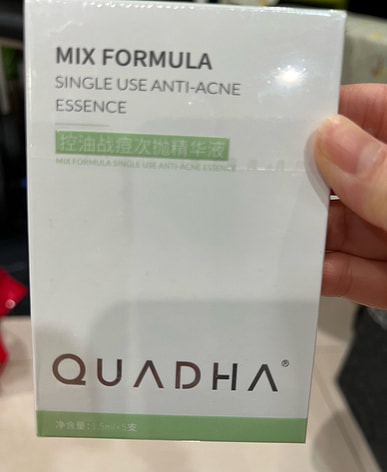 MIX FORMULA
SINGLE USE ANTI-ACNE
ESSENCE
控油战痘次抛精华液
MIX FORMULA SINGLE USE ANTI-ACNE ESSENCE
QUADHA®
净含量：1.5ml×5支